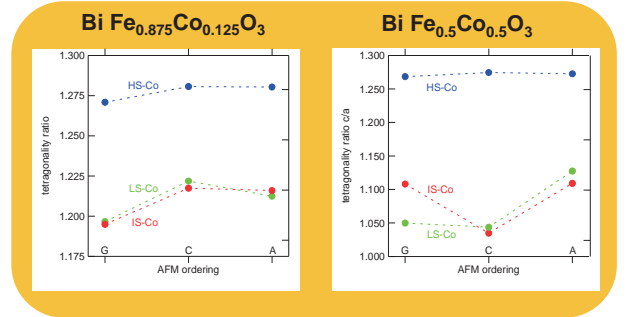 Bi Fe0.875Co0.125O3
1.300
1.275
1.250
1.225
1.200
1.175
tetragonality ratio
HS-Co
LS-Co
IS-Co
G
C
A
AFM ordering
Bi Fe0.5Co0.5O3
1.300
1.250
1.200
1.150
1.100
1.050
1.000
tetragonality ratio c/a
HS-Co
IS-Co
LS-Co
G
C
A
AFM ordering